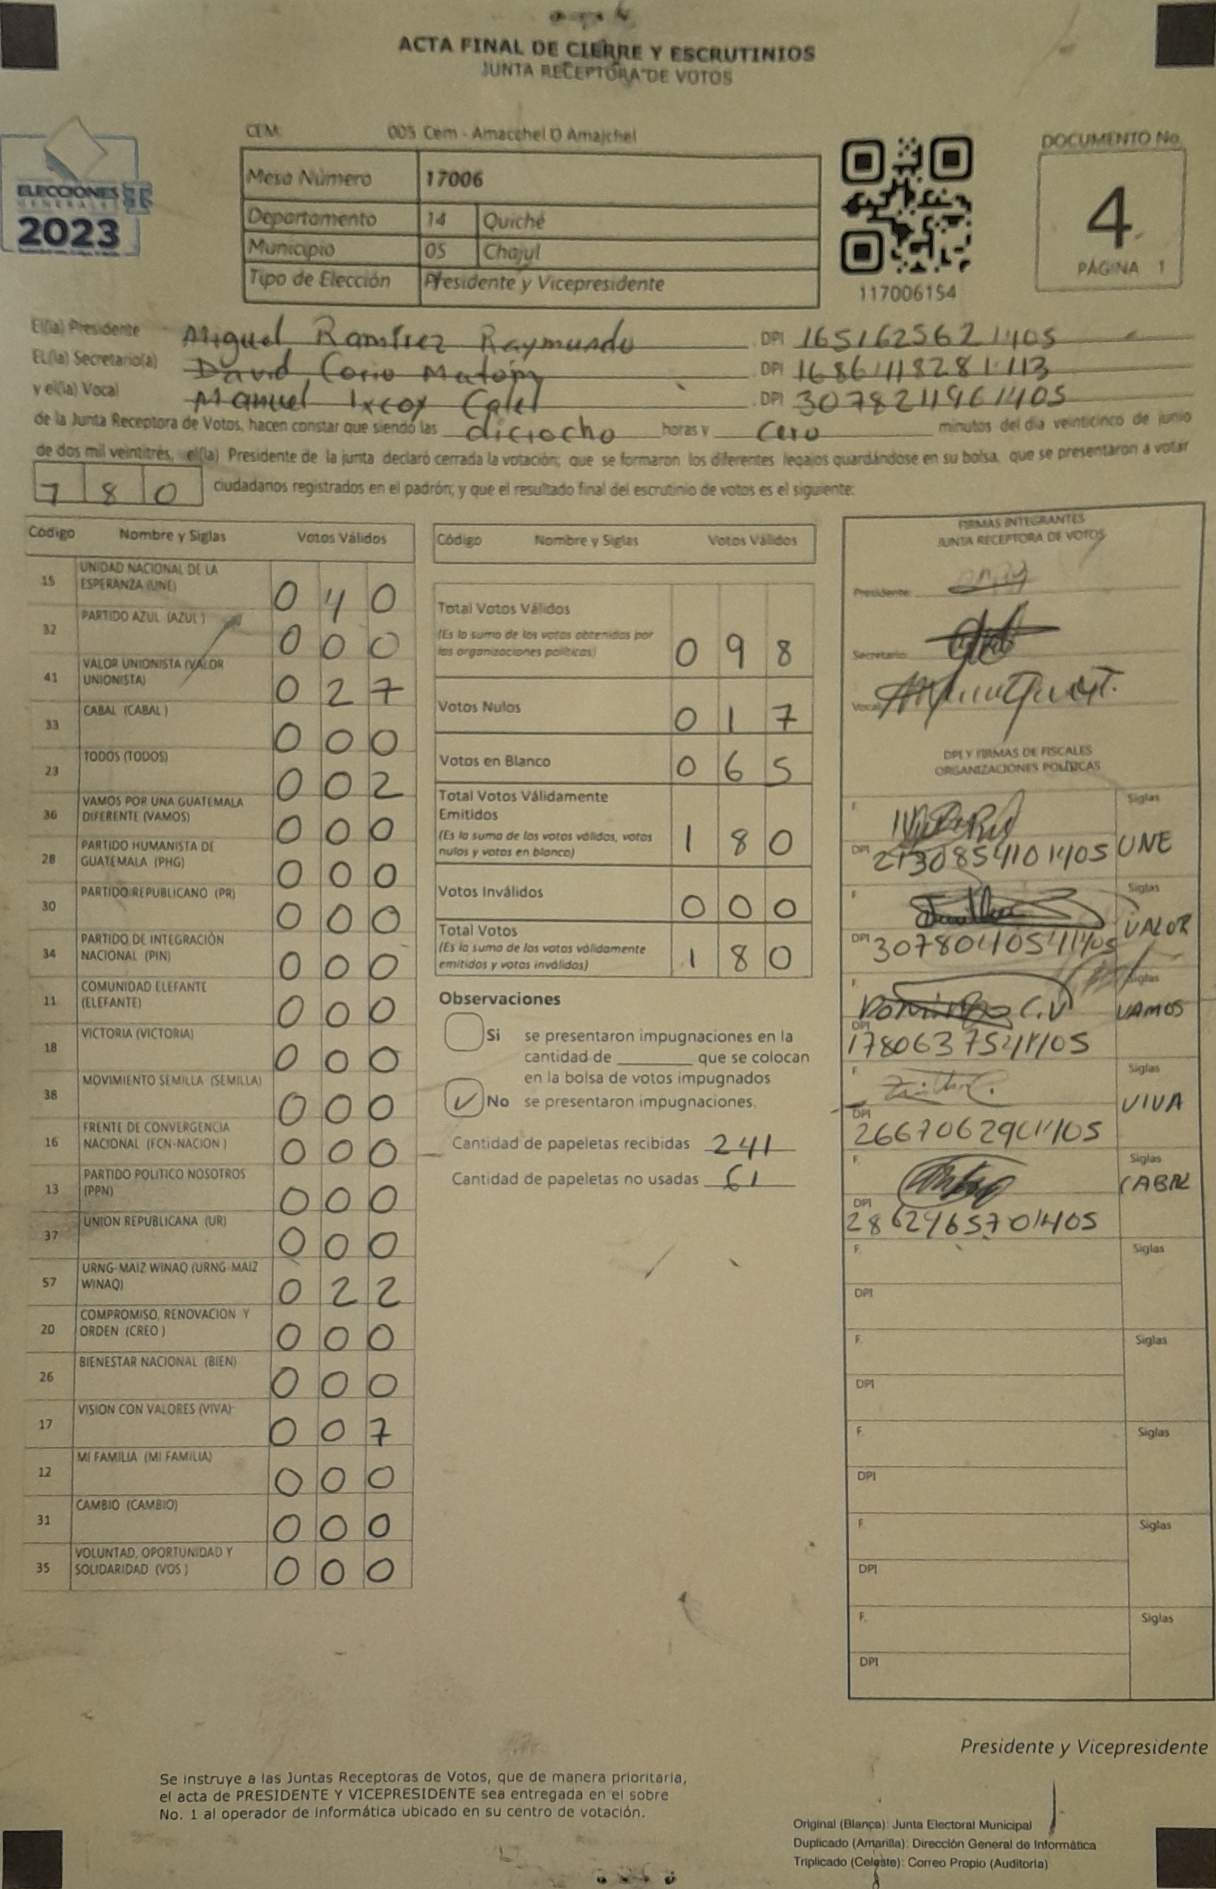 ACTA FINAL DE CIERRE Y ESCRUTINIOS
JUNTA RECEPTORA DE VOTOS
CEM: 005 Cem - Amacchel O Amajchel
DOCUMENTO No.
4
PÁGINA 1
ELECCIONES
GENERALES
2023
Mesa Número 17006
Departamento 14 Quiché
Municipio 05 Chajul
Tipo de Elección Presidente y Vicepresidente
117006154
El(la) Presidente Miguel Ramírez Raymundo DPI 1651625621405
EL(la) Secretario(a) David Corio Matom DPI
y el(la) Vocal Manuel Ixcoy Calel DPI 3078211961405
de la Junta Receptora de Votos, hacen constar que siendo las diciocho horas y cero minutos del día veinticinco de junio
de dos mil veintitrés, el(la) Presidente de la junta declaró cerrada la votación; que se formaron los diferentes legajos guardándose en su bolsa, que se presentaron a votar
780 ciudadanos registrados en el padrón; y que el resultado final del escrutinio de votos es el siguiente:
Código Nombre y Siglas Votos Válidos
15 UNIDAD NACIONAL DE LA ESPERANZA (UNE) 0 4 0
32 PARTIDO AZUL (AZUL) 0 0 0
41 VALOR UNIONISTA (VALOR UNIONISTA) 0 2 7
33 CABAL (CABAL) 0 0 0
23 TODOS (TODOS) 0 0 2
36 VAMOS POR UNA GUATEMALA DIFERENTE (VAMOS) 0 0 0
28 PARTIDO HUMANISTA DE GUATEMALA (PHG) 0 0 0
30 PARTIDO REPUBLICANO (PR) 0 0 0
34 PARTIDO DE INTEGRACIÓN NACIONAL (PIN) 0 0 0
11 COMUNIDAD ELEFANTE (ELEFANTE) 0 0 0
18 VICTORIA (VICTORIA) 0 0 0
38 MOVIMIENTO SEMILLA (SEMILLA) 0 0 0
16 FRENTE DE CONVERGENCIA NACIONAL (FCN-NACION) 0 0 0
13 PARTIDO POLITICO NOSOTROS (PPN) 0 0 0
37 UNION REPUBLICANA (UR) 0 0 0
57 URNG-MAIZ WINAQ (URNG-MAIZ WINAQ) 0 2 2
20 COMPROMISO, RENOVACION Y ORDEN (CREO) 0 0 0
26 BIENESTAR NACIONAL (BIEN) 0 0 0
17 VISION CON VALORES (VIVA) 0 0 7
12 MI FAMILIA (MI FAMILIA) 0 0 0
31 CAMBIO (CAMBIO) 0 0 0
35 VOLUNTAD, OPORTUNIDAD Y SOLIDARIDAD (VOS) 0 0 0
Código Nombre y Siglas Votos Válidos
Total Votos Válidos
(Es la suma de los votos obtenidos por
las organizaciones políticas) 0 9 8
Votos Nulos 0 1 7
Votos en Blanco 0 6 5
Total Votos Válidamente
Emitidos
(Es la suma de los votos válidos, votos
nulos y votos en blanco) 1 8 0
Votos Inválidos 0 0 0
Total Votos
(Es la suma de los votos válidamente
emitidos y votos inválidos) 1 8 0
Observaciones
Si se presentaron impugnaciones en la
cantidad de ________ que se colocan
en la bolsa de votos impugnados
No se presentaron impugnaciones.
Cantidad de papeletas recibidas 241
Cantidad de papeletas no usadas 61
FIRMAS INTEGRANTES
JUNTA RECEPTORA DE VOTOS
Presidente:
Secretario:
Vocal:
DPI Y FIRMAS DE FISCALES
ORGANIZACIONES POLÍTICAS
F. Siglas
DPI 2130854101405 UNE
F. Siglas
DPI VALOR
F. Siglas
DPI VAMOS
F. Siglas
DPI VIVA
F. Siglas
DPI 2862965701405 CABAL
F. Siglas
DPI
F. Siglas
DPI
F. Siglas
DPI
F. Siglas
DPI
F. Siglas
DPI
Presidente y Vicepresidente
Se instruye a las Juntas Receptoras de Votos, que de manera prioritaria,
el acta de PRESIDENTE Y VICEPRESIDENTE sea entregada en el sobre
No. 1 al operador de informática ubicado en su centro de votación.
Original (Blanca): Junta Electoral Municipal
Duplicado (Amarilla): Dirección General de Informática
Triplicado (Celeste): Correo Propio (Auditoría)